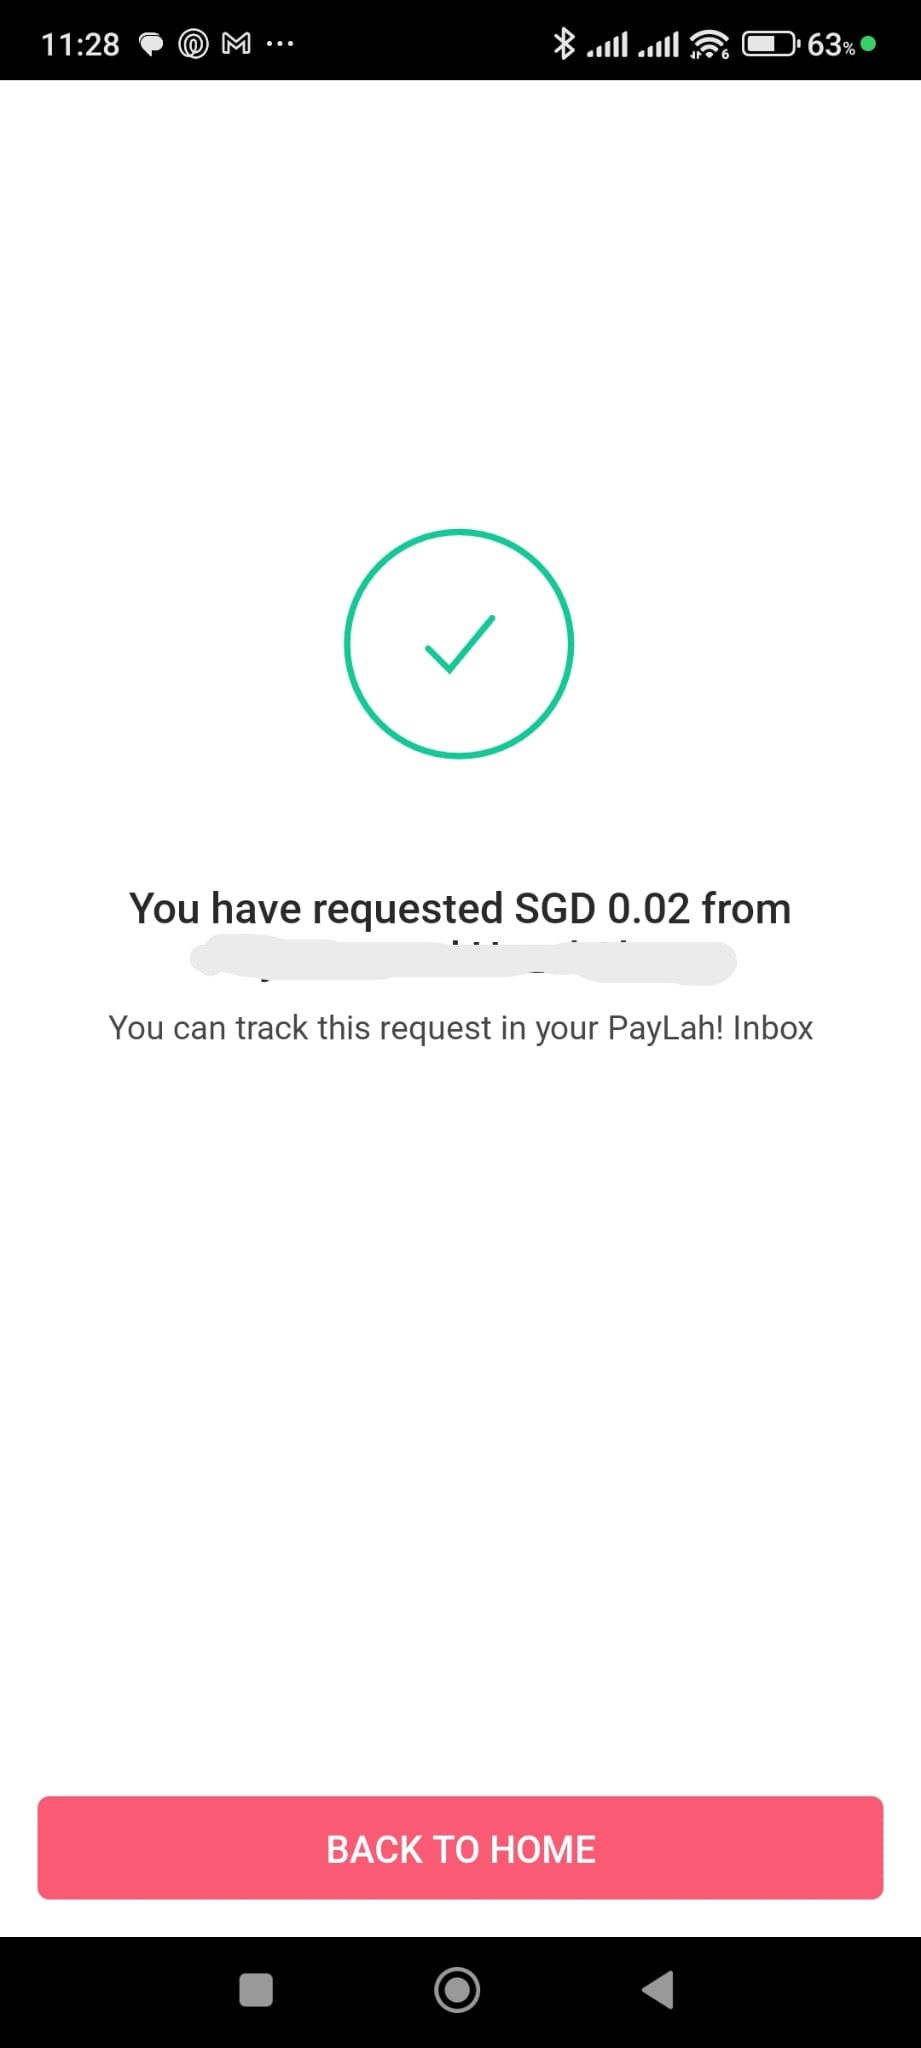 11:28
6 63%
You have requested SGD 0.02 from
You can track this request in your PayLah! Inbox
BACK TO HOME